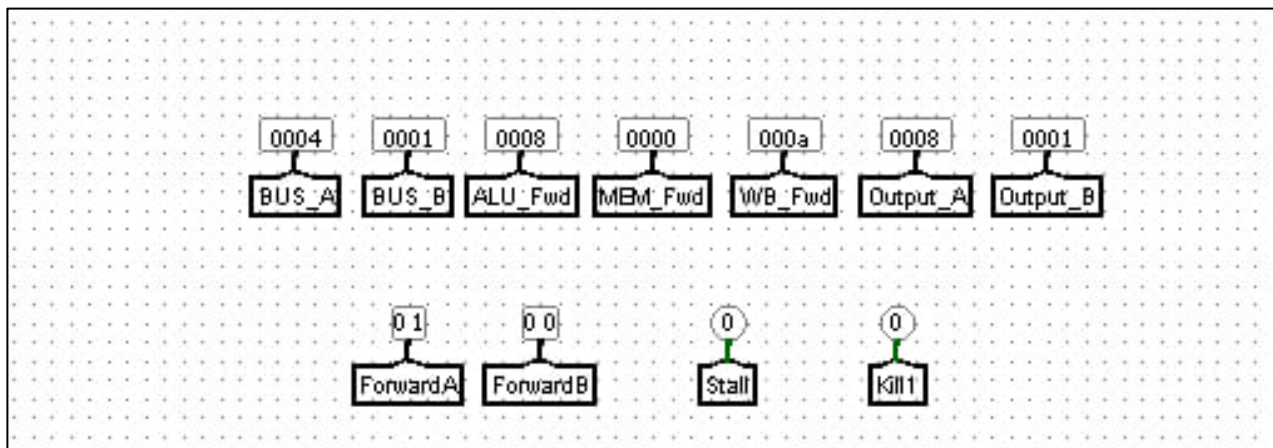 0004 0001 0008 0000 000a 0008 0001
BUS_A BUS_B ALU_Fwd MEM_Fwd WB_Fwd Output_A Output_B
0 1 0 0 0 0
ForwardA ForwardB Stall Kill1